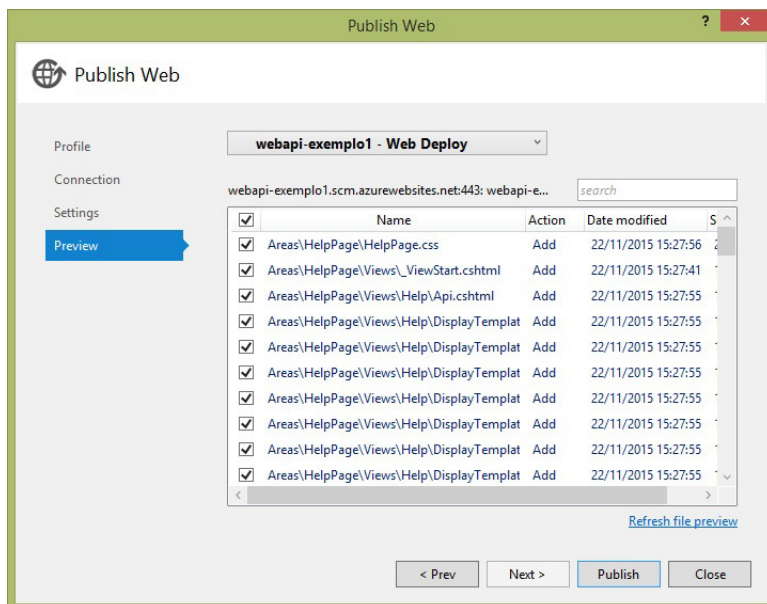 Publish Web
?
Publish Web
Profile
Connection
Settings
Preview
webapi-exemplo1 - Web Deploy
webapi-exemplo1.scm.azurewebsites.net:443: webapi-e...
search
Name Action Date modified S
Areas\HelpPage\HelpPage.css Add 22/11/2015 15:27:56
Areas\HelpPage\Views\_ViewStart.cshtml Add 22/11/2015 15:27:41
Areas\HelpPage\Views\Help\Api.cshtml Add 22/11/2015 15:27:55
Areas\HelpPage\Views\Help\DisplayTemplat Add 22/11/2015 15:27:55
Areas\HelpPage\Views\Help\DisplayTemplat Add 22/11/2015 15:27:55
Areas\HelpPage\Views\Help\DisplayTemplat Add 22/11/2015 15:27:55
Areas\HelpPage\Views\Help\DisplayTemplat Add 22/11/2015 15:27:55
Areas\HelpPage\Views\Help\DisplayTemplat Add 22/11/2015 15:27:55
Areas\HelpPage\Views\Help\DisplayTemplat Add 22/11/2015 15:27:55
Areas\HelpPage\Views\Help\DisplayTemplat Add 22/11/2015 15:27:55
Refresh file preview
< Prev
Next >
Publish
Close